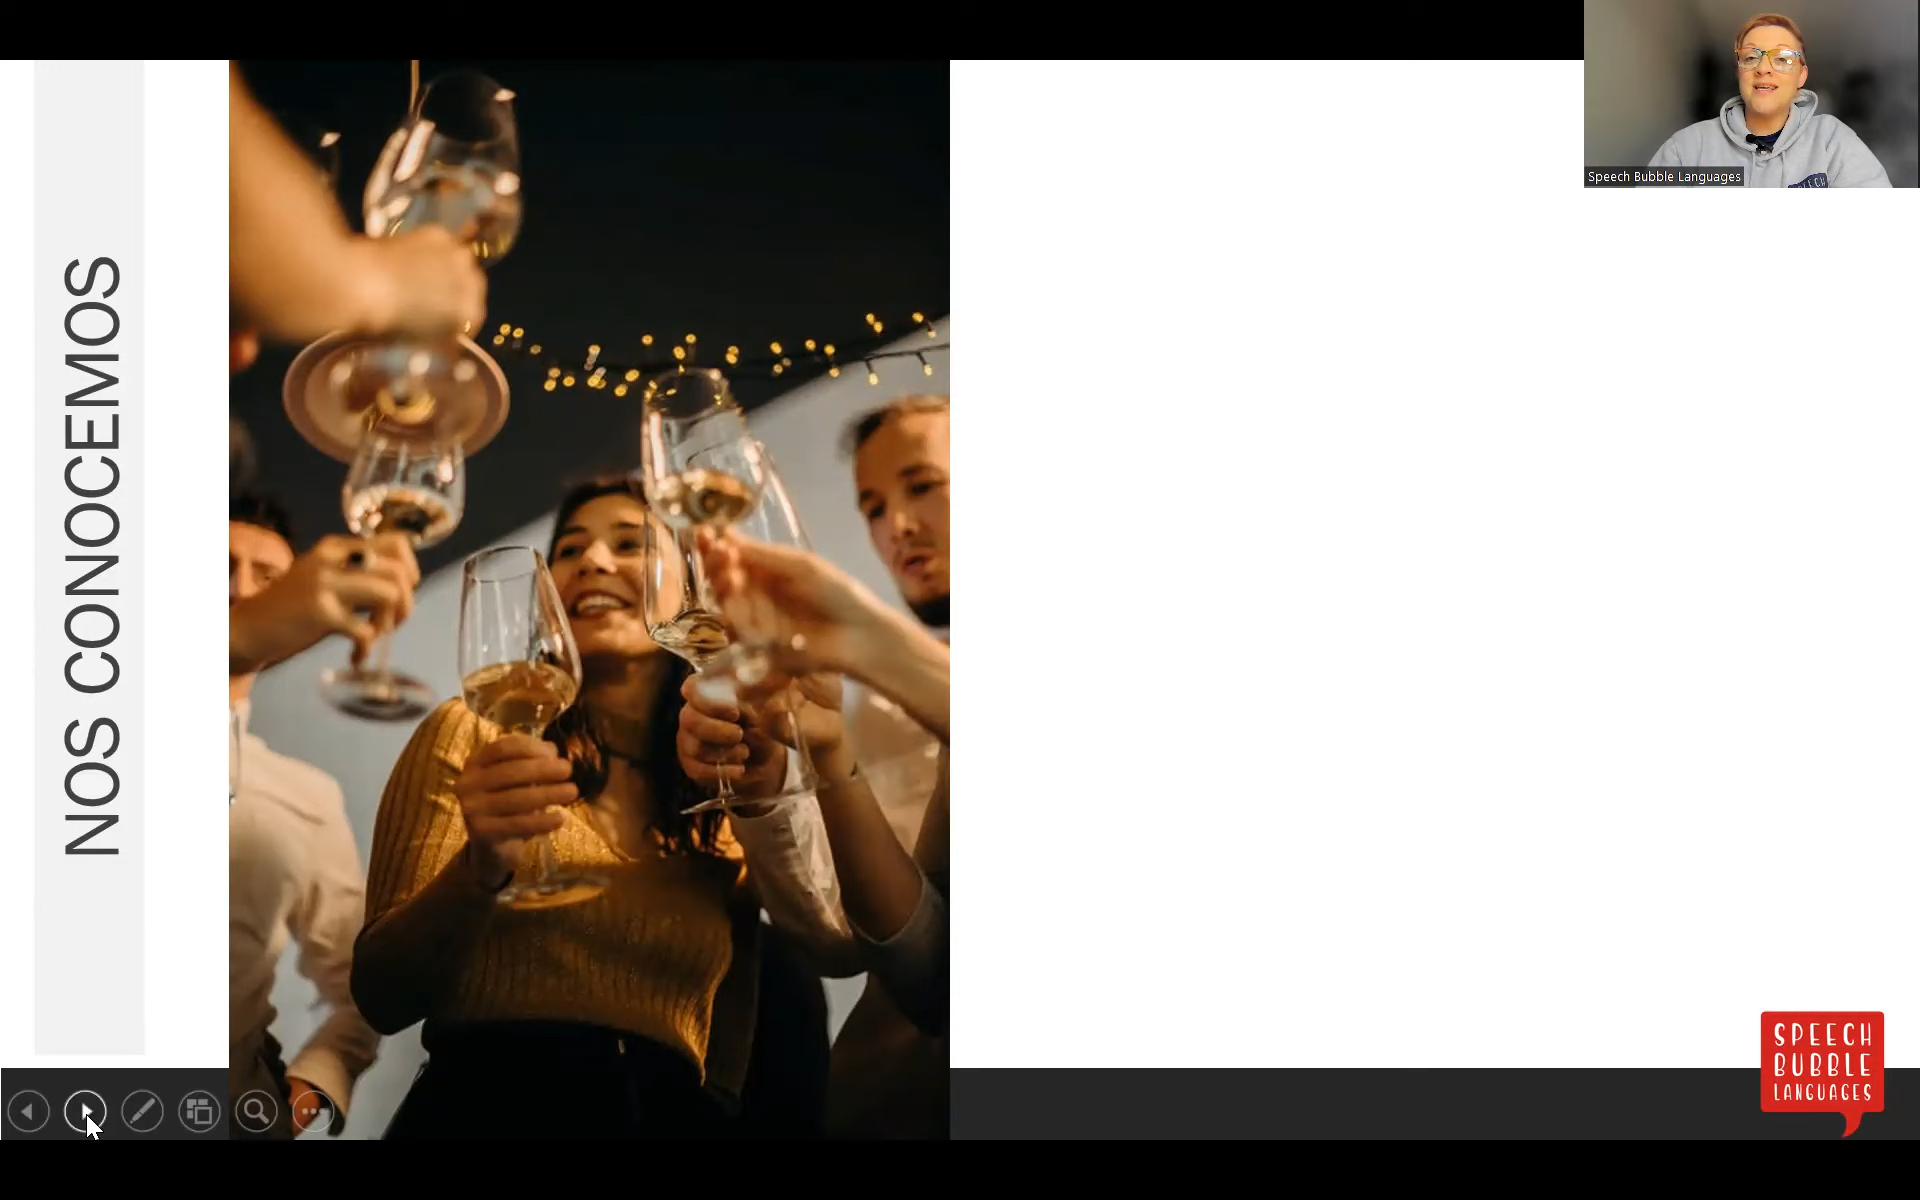 NOS CONOCEMOS
Speech Bubble Languages
SPEECH
BUBBLE
LANGUAGES